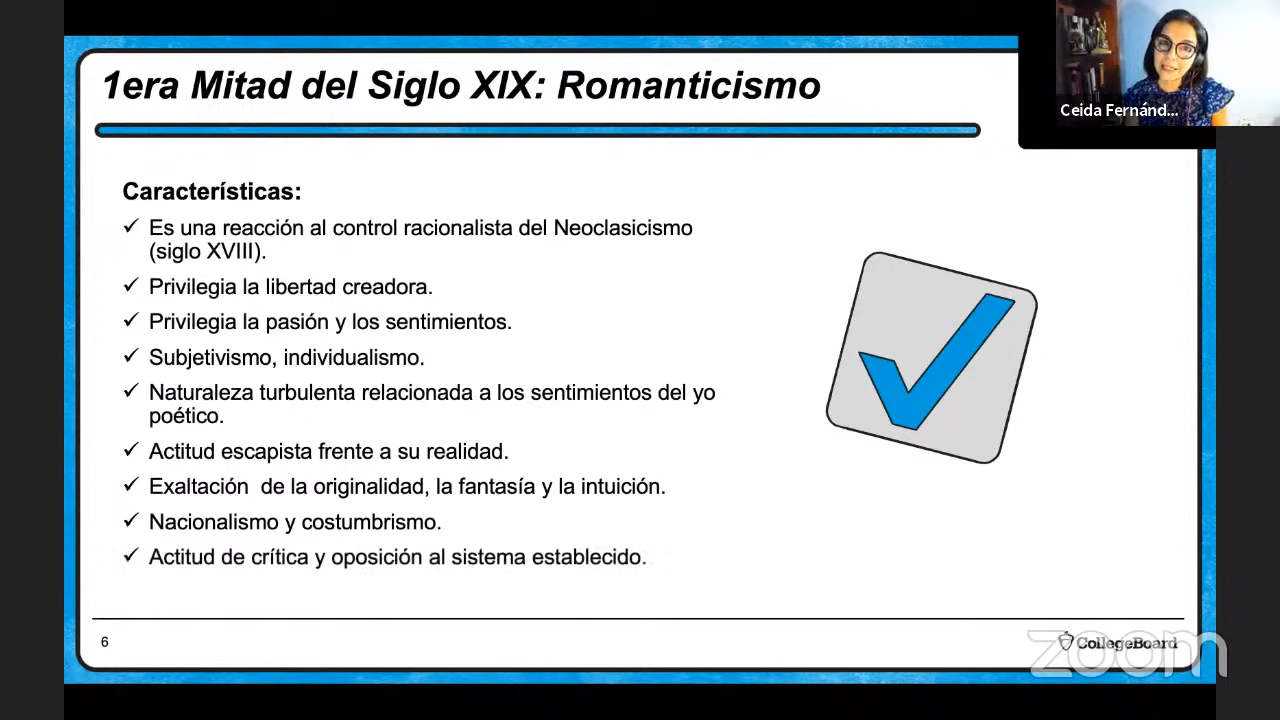 1era Mitad del Siglo XIX: Romanticismo
Ceida Fernánd...
Características:
✓ Es una reacción al control racionalista del Neoclasicismo
(siglo XVIII).
✓ Privilegia la libertad creadora.
✓ Privilegia la pasión y los sentimientos.
✓ Subjetivismo, individualismo.
✓ Naturaleza turbulenta relacionada a los sentimientos del yo
poético.
✓ Actitud escapista frente a su realidad.
✓ Exaltación  de la originalidad, la fantasía y la intuición.
✓ Nacionalismo y costumbrismo.
✓ Actitud de crítica y oposición al sistema establecido.
6
CollegeBoard
zoom